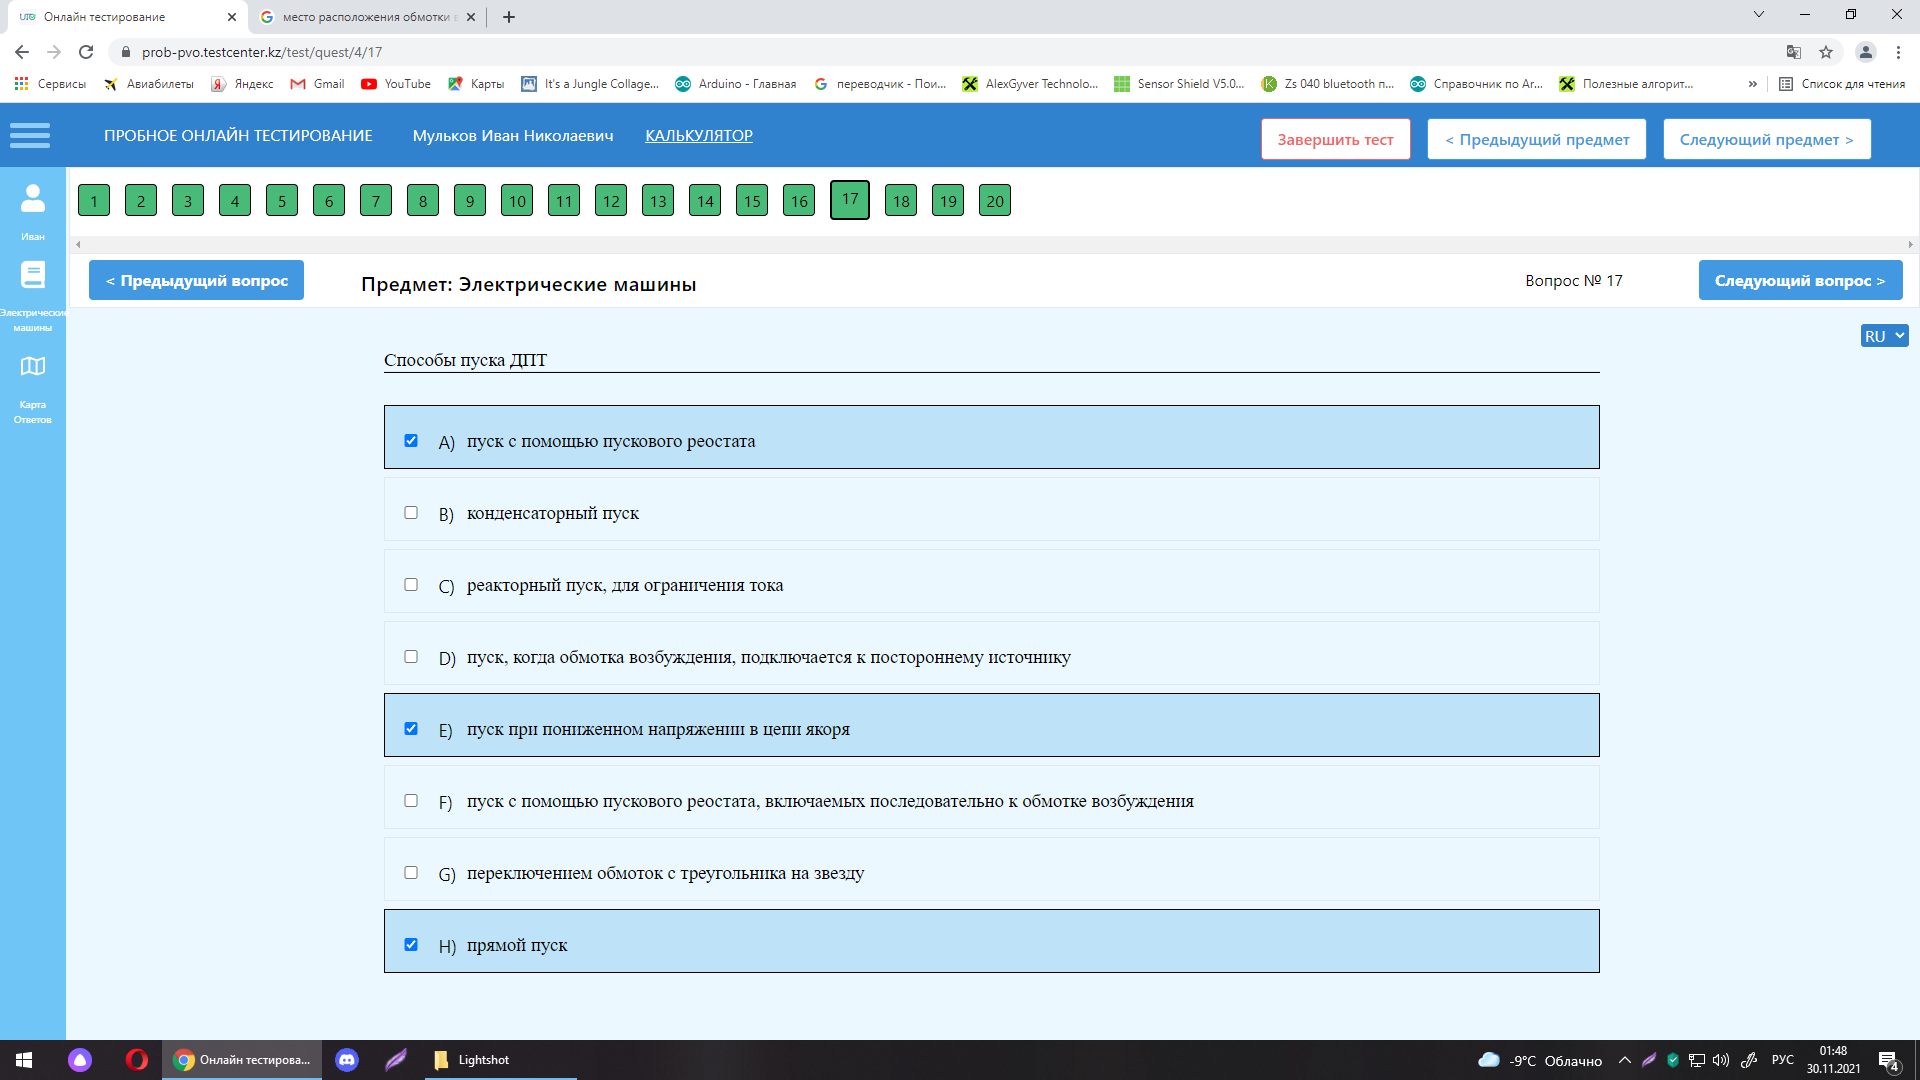 Онлайн тестирование
место расположения обмотки в
prob-pvo.testcenter.kz/test/quest/4/17
Сервисы
Авиабилеты
Яндекс
Gmail
YouTube
Карты
It's a Jungle Collage...
Arduino - Главная
переводчик - Пои...
AlexGyver Technolo...
Sensor Shield V5.0...
Zs 040 bluetooth п...
Справочник по Ar...
Полезные алгорит...
»
Список для чтения
ПРОБНОЕ ОНЛАЙН ТЕСТИРОВАНИЕ
Мульков Иван Николаевич
КАЛЬКУЛЯТОР
Завершить тест
< Предыдущий предмет
Следующий предмет >
1 2 3 4 5 6 7 8 9 10 11 12 13 14 15 16 17 18 19 20
Иван
Электрические
машины
Карта
Ответов
< Предыдущий вопрос
Предмет: Электрические машины
Вопрос № 17
Следующий вопрос >
RU
Способы пуска ДПТ
A) пуск с помощью пускового реостата
B) конденсаторный пуск
C) реакторный пуск, для ограничения тока
D) пуск, когда обмотка возбуждения, подключается к постороннему источнику
E) пуск при пониженном напряжении в цепи якоря
F) пуск с помощью пускового реостата, включаемых последовательно к обмотке возбуждения
G) переключением обмоток с треугольника на звезду
H) прямой пуск
Онлайн тестирова...
Lightshot
-9°C Облачно
РУС
01:48
30.11.2021
4